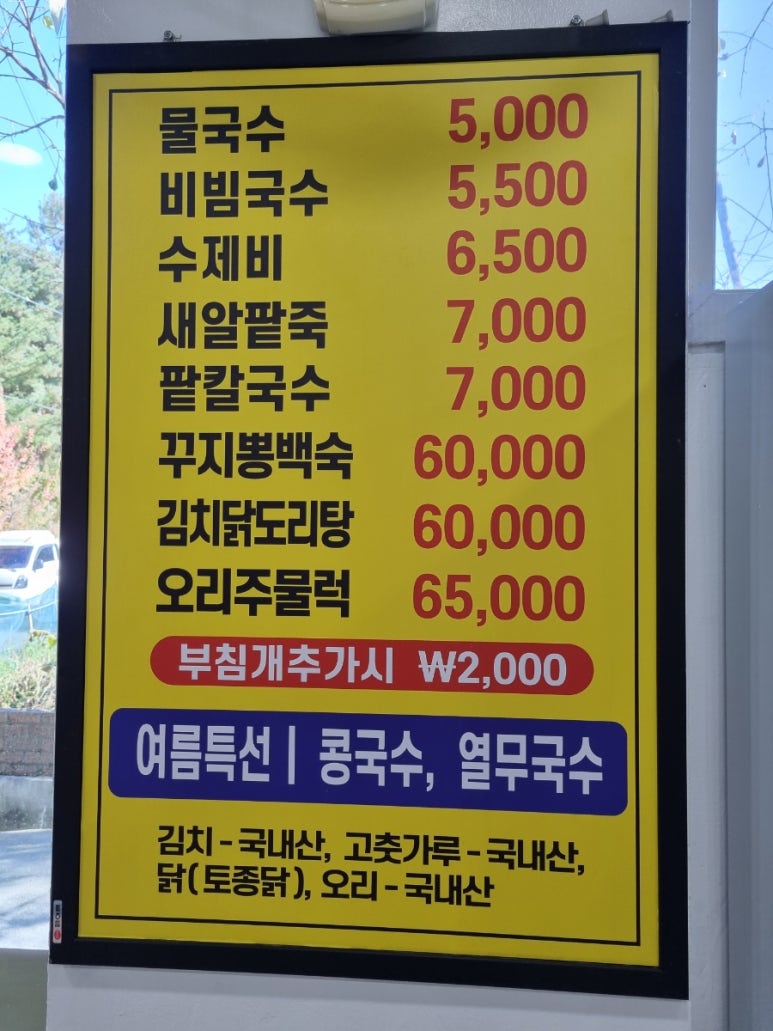 물국수 5,000
비빔국수 5,500
수제비 6,500
새알팥죽 7,000
팥칼국수 7,000
꾸지뽕백숙 60,000
김치닭도리탕 60,000
오리주물럭 65,000
부침개추가시 ₩2,000
여름특선 | 콩국수, 열무국수
김치-국내산, 고춧가루-국내산,
닭(토종닭), 오리-국내산